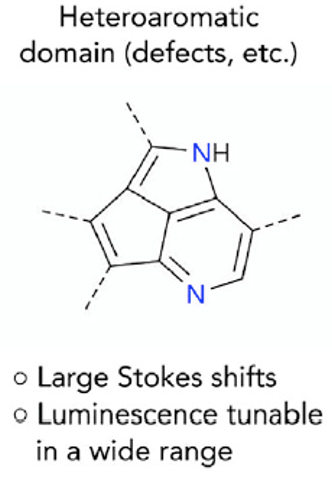 Heteroaromatic
domain (defects, etc.)
NH
N
○ Large Stokes shifts
○ Luminescence tunable
in a wide range